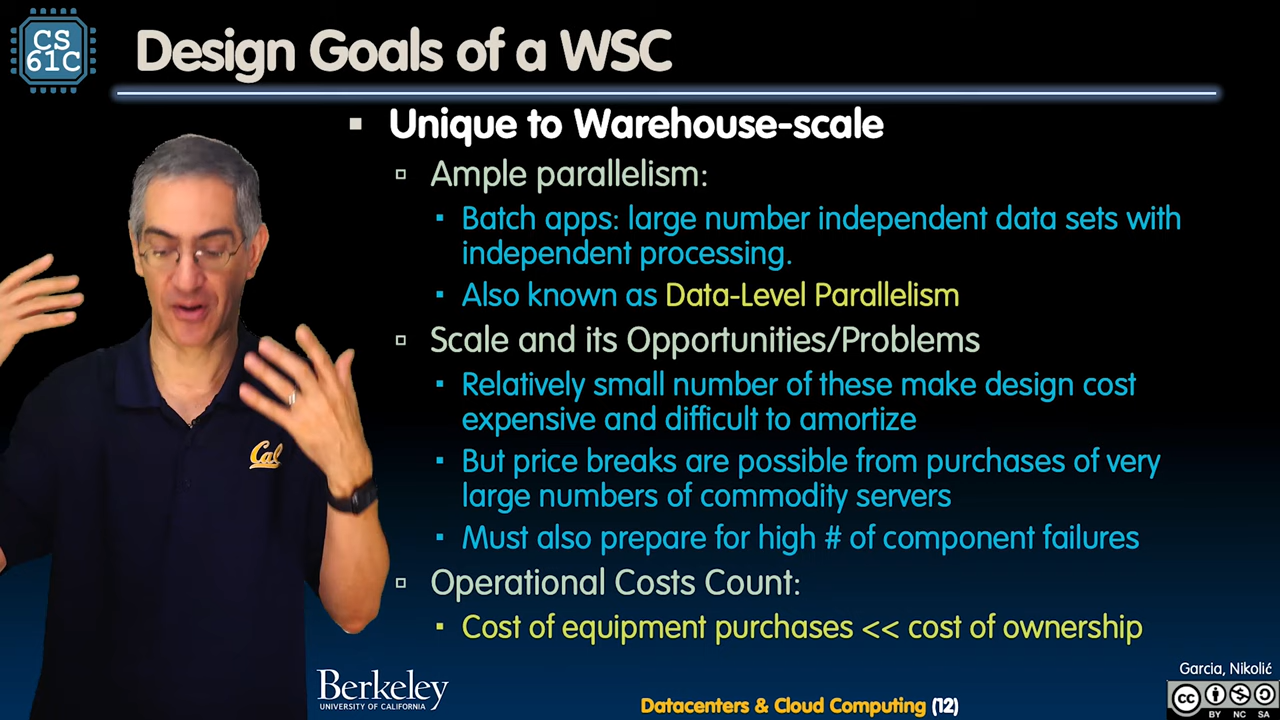 CS
61C
Design Goals of a WSC
▪ Unique to Warehouse-scale
▫ Ample parallelism:
▪ Batch apps: large number independent data sets with
independent processing.
▪ Also known as Data-Level Parallelism
▫ Scale and its Opportunities/Problems
▪ Relatively small number of these make design cost
expensive and difficult to amortize
▪ But price breaks are possible from purchases of very
large numbers of commodity servers
▪ Must also prepare for high # of component failures
▫ Operational Costs Count:
▪ Cost of equipment purchases << cost of ownership
Cal
Berkeley
UNIVERSITY OF CALIFORNIA
Datacenters & Cloud Computing (12)
Garcia, Nikolić
cc
BY NC SA